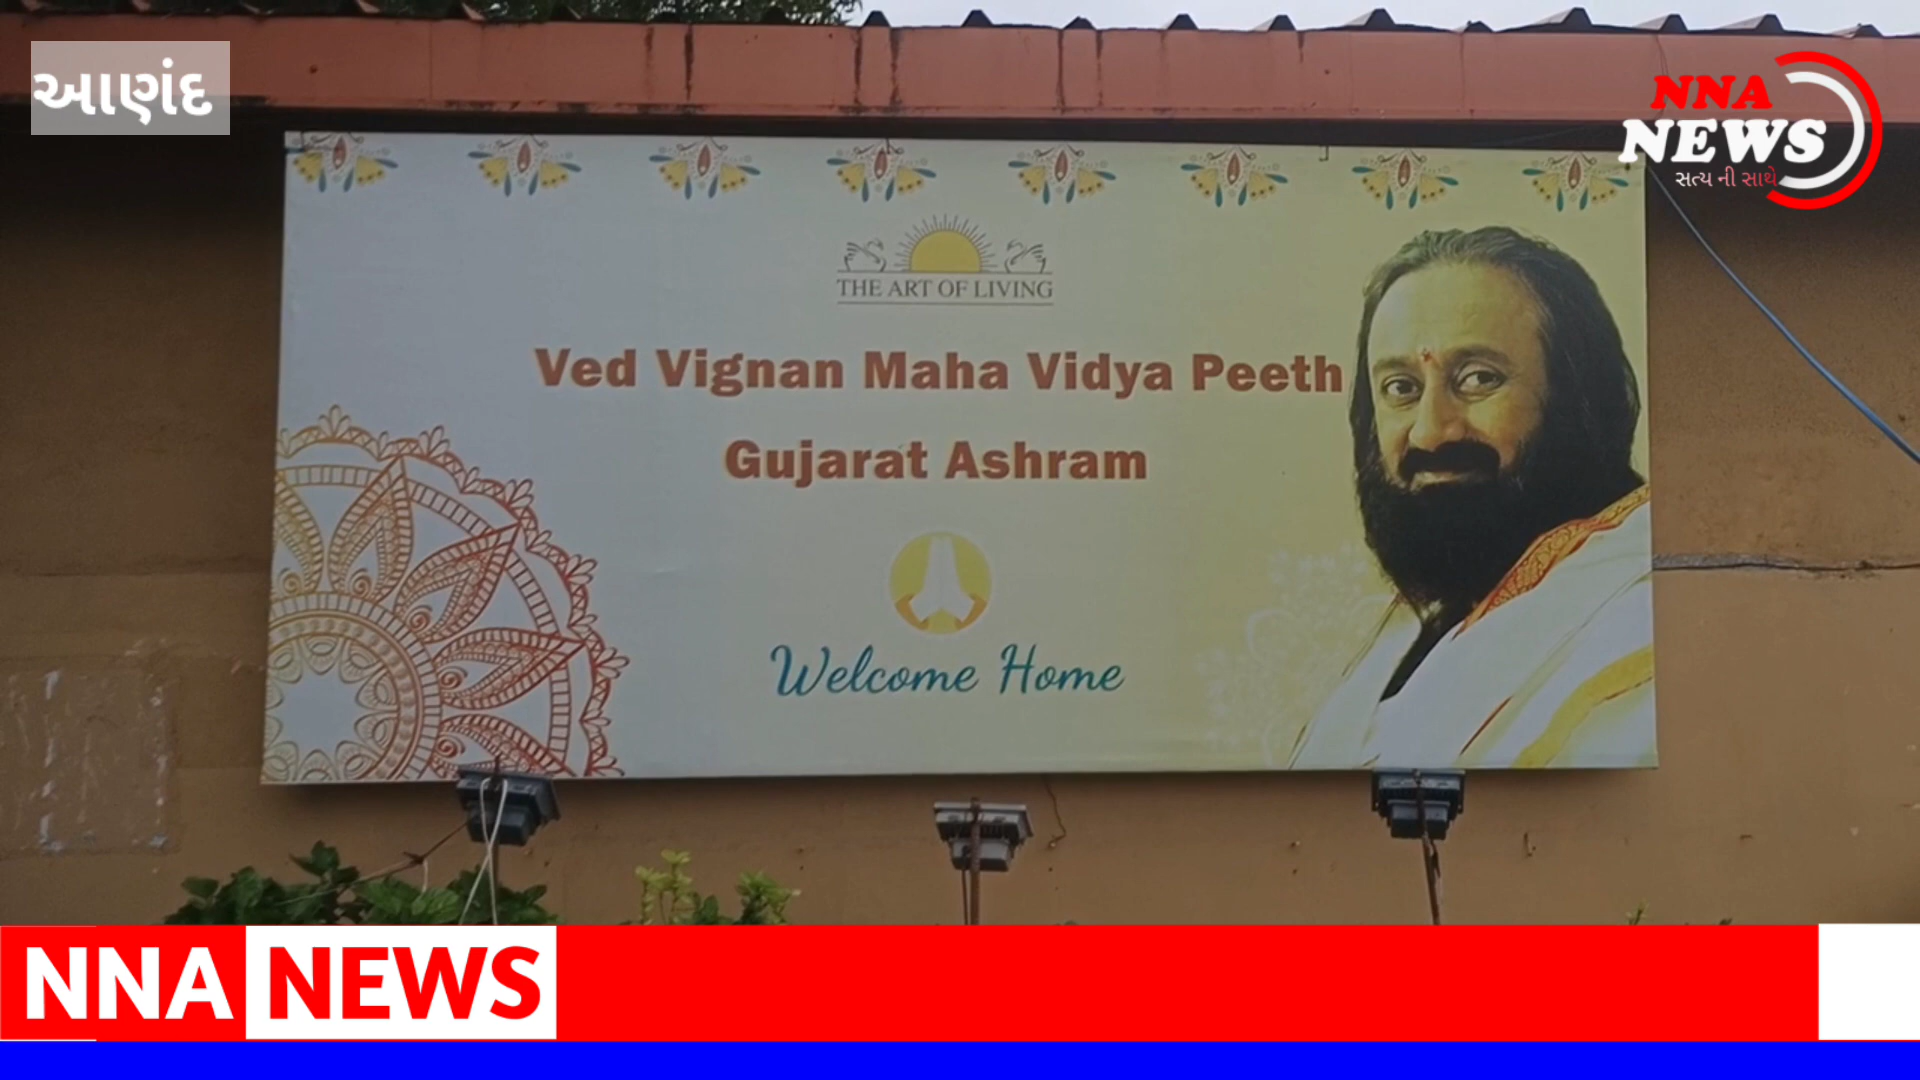 આણંદ
NNA
NEWS
સત્ય ની સાથે
THE ART OF LIVING
Ved Vignan Maha Vidya Peeth
Gujarat Ashram
Welcome Home
NNA NEWS